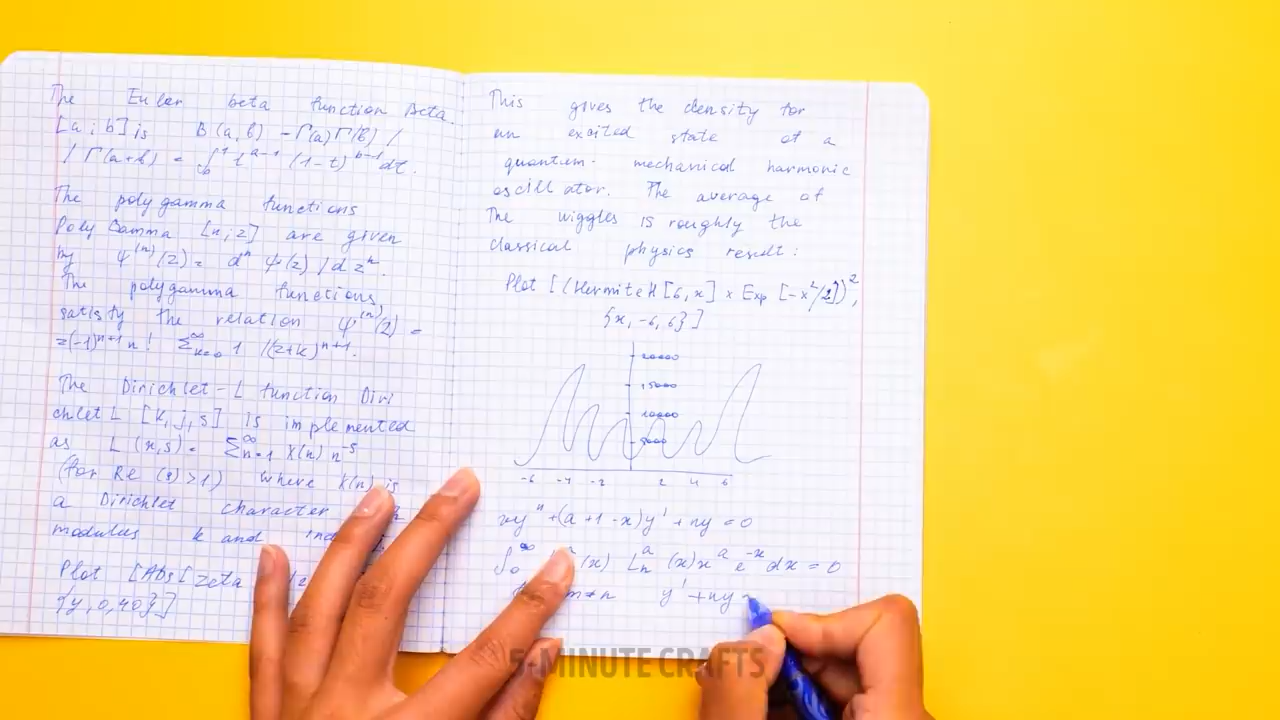 The Euler beta function Beta.
[a; b] is B(a, b) - Γ(a)Γ(b) /
/ Γ(a+b) = ∫₀¹ t^a-1 (1-t)^b-1 dt.
The polygamma functions
Poly Gamma [n; z] are given
by ψ^(n)(z) = d^n ψ(z) / d z^n.
The polygamma functions
satisfy the relation ψ^(n)(z) =
=(-1)^n+1 n! Σ^∞_k=0 1 /(z+k)^n+1.
The Dirichlet - L function Diri
chlet L [k, j, s] is implemented
as L (x, s) = Σ^∞_n=1 X(n) n^-s
(for Re (s) > 1) where X(n) is
a Dirichlet character
modulus k and
Plot [Abs [Zeta
{y, 0, 40}]
This gives the density for
an excited state of a
quantum- mechanical harmonic
oscillator. The average of
The wiggles is roughly the
classical physics result:
Plot [(HermiteH[6, x] × Exp [-x²/2])²,
{x, -6, 6}]
20000
15000
10000
5000
-6 -4 -2 2 4 6
xy'' + (a + 1 - x)y' + ny = 0
∫₀^∞ (x) L_n^a (x) x^a e^-x dx = 0
m≠n y' + ny
5-MINUTE CRAFTS